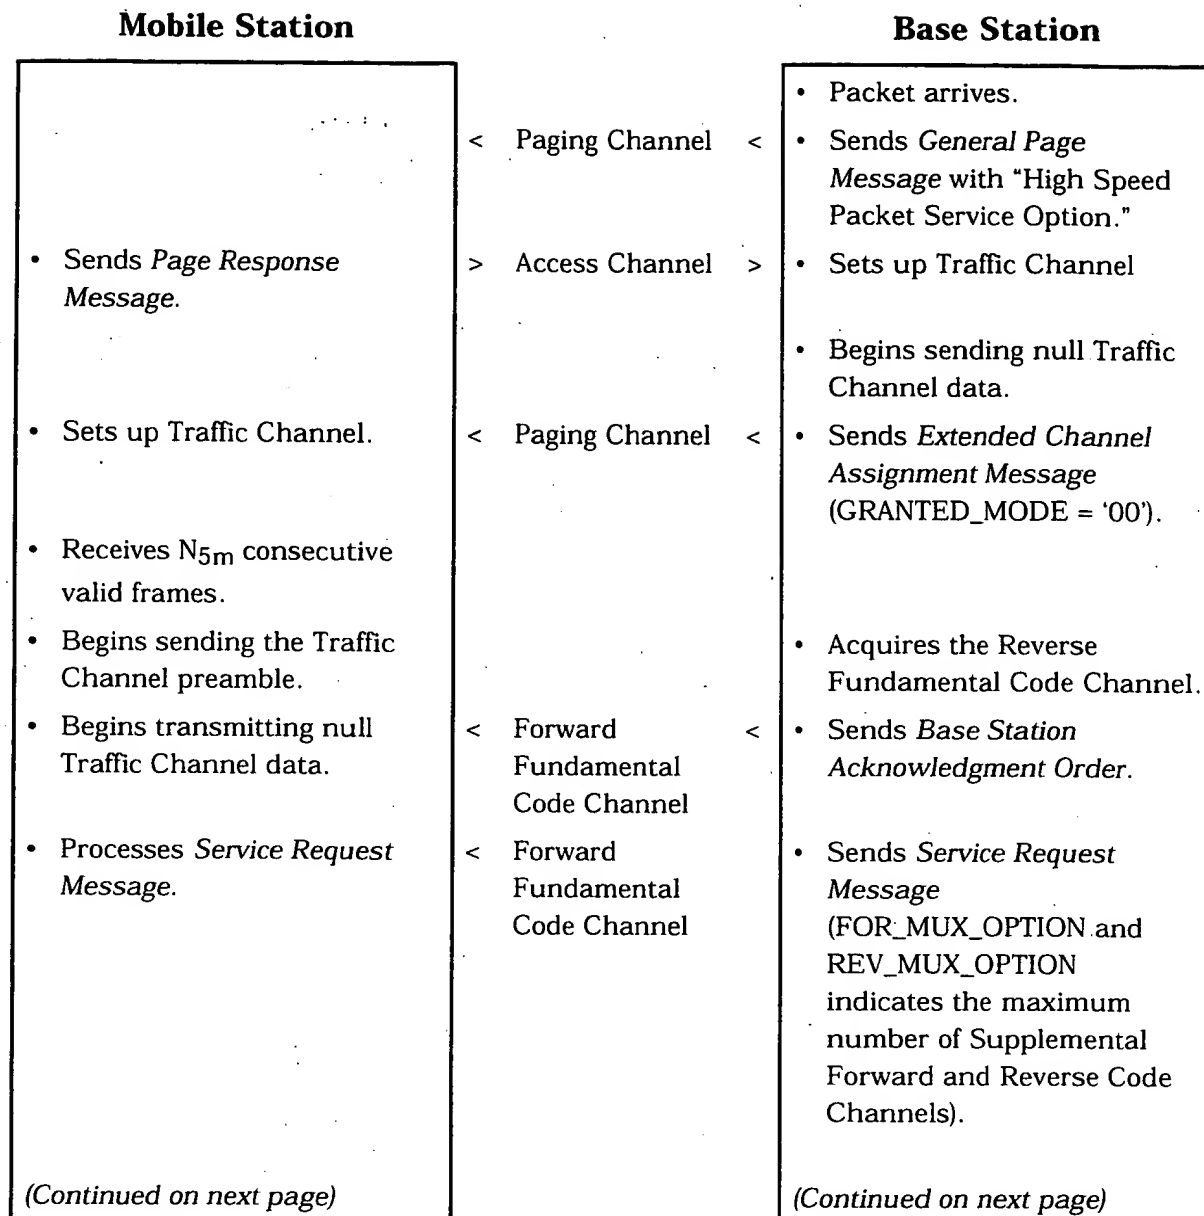 Mobile Station
Base Station
• Packet arrives.
< Paging Channel <
• Sends General Page
Message with "High Speed
Packet Service Option."
• Sends Page Response
Message.
> Access Channel >
• Sets up Traffic Channel
• Begins sending null Traffic
Channel data.
• Sets up Traffic Channel.
< Paging Channel <
• Sends Extended Channel
Assignment Message
(GRANTED_MODE = '00').
• Receives N5m consecutive
valid frames.
• Begins sending the Traffic
Channel preamble.
• Acquires the Reverse
Fundamental Code Channel.
• Begins transmitting null
Traffic Channel data.
< Forward <
Fundamental
Code Channel
• Sends Base Station
Acknowledgment Order.
• Processes Service Request
Message.
< Forward
Fundamental
Code Channel
• Sends Service Request
Message
(FOR_MUX_OPTION and
REV_MUX_OPTION
indicates the maximum
number of Supplemental
Forward and Reverse Code
Channels).
(Continued on next page)
(Continued on next page)